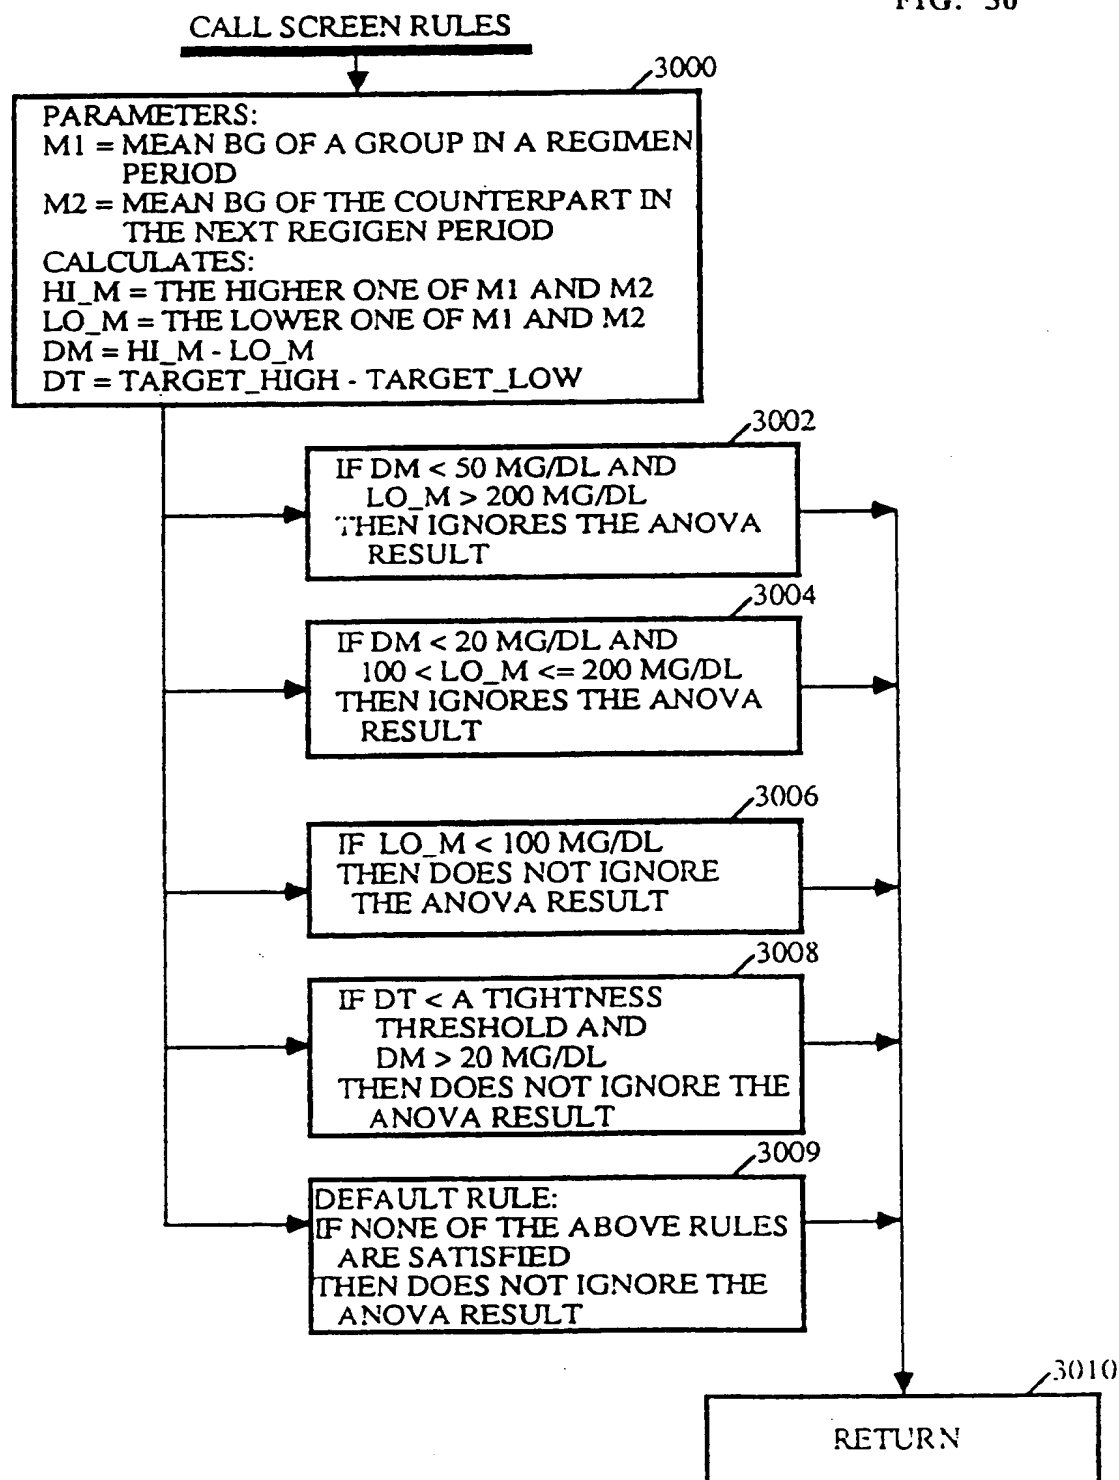 FIG. 30
CALL SCREEN RULES
3000
PARAMETERS:
M1 = MEAN BG OF A GROUP IN A REGIMEN
PERIOD
M2 = MEAN BG OF THE COUNTERPART IN
THE NEXT REGIGEN PERIOD
CALCULATES:
HI_M = THE HIGHER ONE OF M1 AND M2
LO_M = THE LOWER ONE OF M1 AND M2
DM = HI_M - LO_M
DT = TARGET_HIGH - TARGET_LOW
3002
IF DM < 50 MG/DL AND
LO_M > 200 MG/DL
THEN IGNORES THE ANOVA
RESULT
3004
IF DM < 20 MG/DL AND
100 < LO_M <= 200 MG/DL
THEN IGNORES THE ANOVA
RESULT
3006
IF LO_M < 100 MG/DL
THEN DOES NOT IGNORE
THE ANOVA RESULT
3008
IF DT < A TIGHTNESS
THRESHOLD AND
DM > 20 MG/DL
THEN DOES NOT IGNORE THE
ANOVA RESULT
3009
DEFAULT RULE:
IF NONE OF THE ABOVE RULES
ARE SATISFIED
THEN DOES NOT IGNORE THE
ANOVA RESULT
3010
RETURN